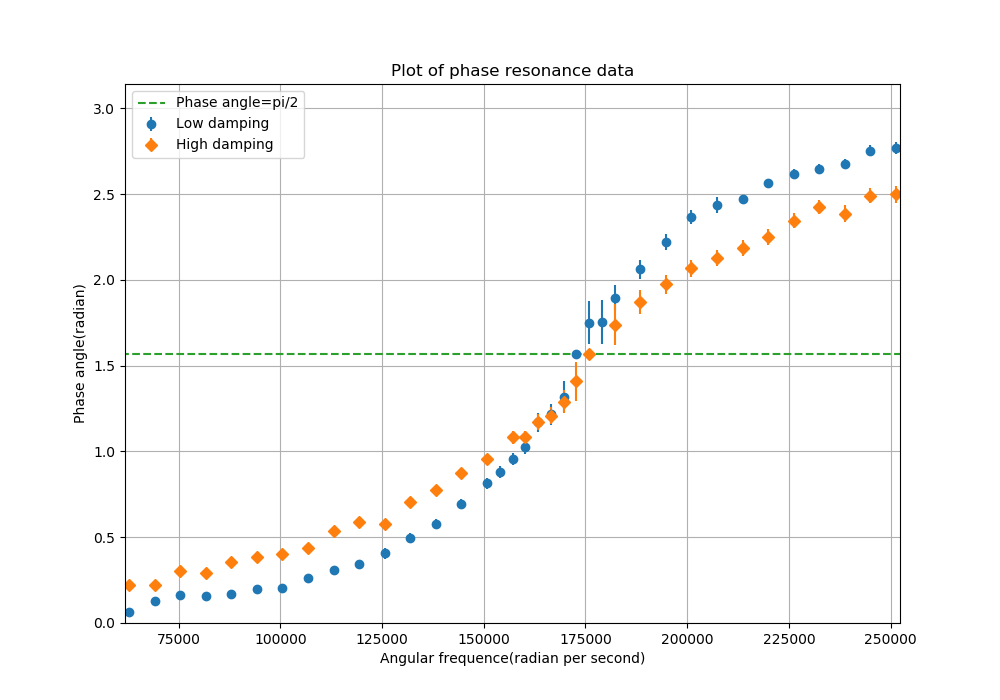 Plot of phase resonance data
Phase angle=pi/2
Low damping
High damping
3.0
2.5
2.0
1.5
1.0
0.5
0.0
Phase angle(radian)
75000 100000 125000 150000 175000 200000 225000 250000
Angular frequence(radian per second)